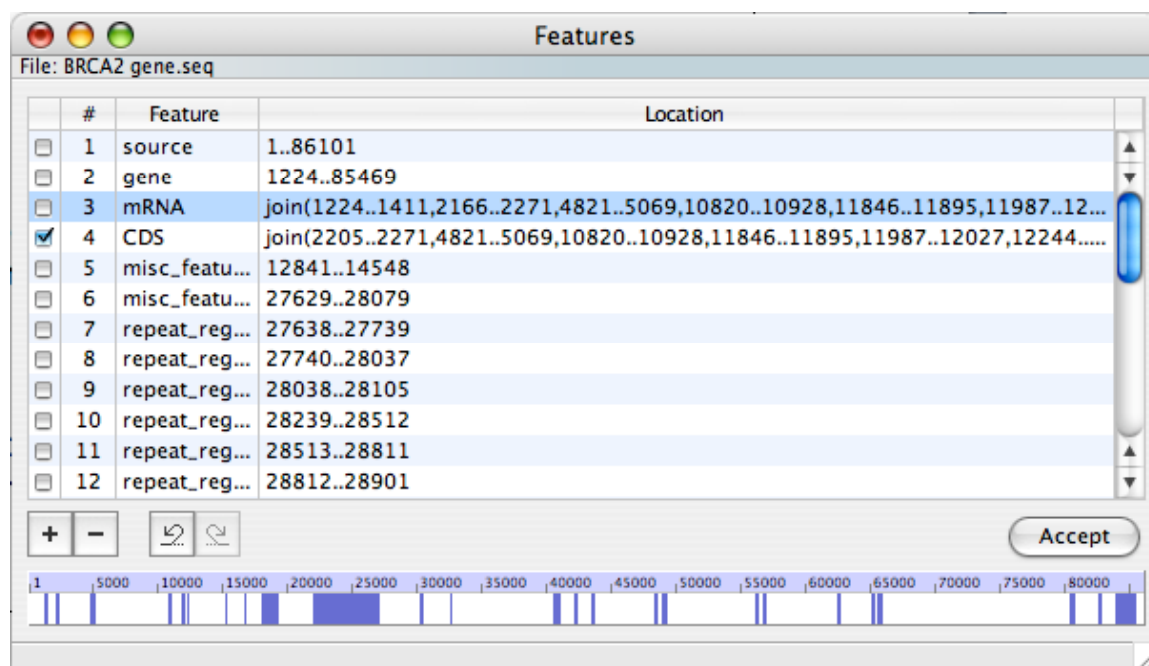 Features
File: BRCA2 gene.seq
# Feature Location
1 source 1..86101
2 gene 1224..85469
3 mRNA join(1224..1411,2166..2271,4821..5069,10820..10928,11846..11895,11987..12...
4 CDS join(2205..2271,4821..5069,10820..10928,11846..11895,11987..12027,12244.....
5 misc_featu... 12841..14548
6 misc_featu... 27629..28079
7 repeat_reg... 27638..27739
8 repeat_reg... 27740..28037
9 repeat_reg... 28038..28105
10 repeat_reg... 28239..28512
11 repeat_reg... 28513..28811
12 repeat_reg... 28812..28901
+ − Accept
1 5000 10000 15000 20000 25000 30000 35000 40000 45000 50000 55000 60000 65000 70000 75000 80000